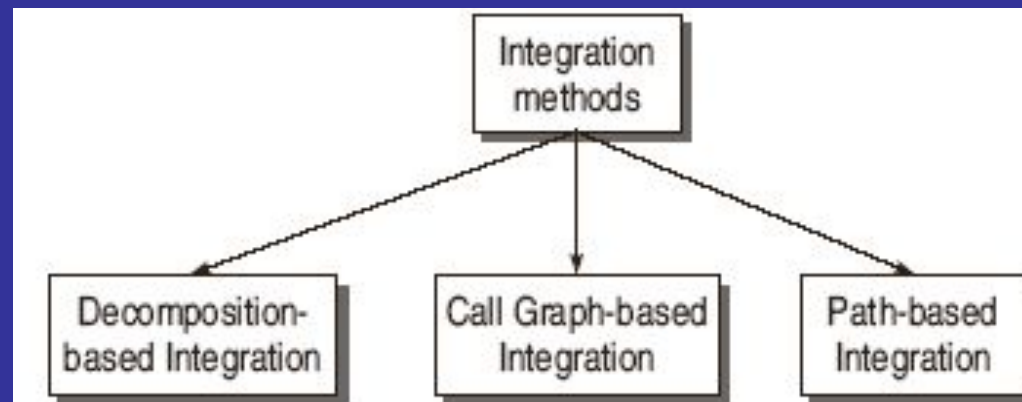 Integration
methods
Decomposition-
based Integration
Call Graph-based
Integration
Path-based
Integration